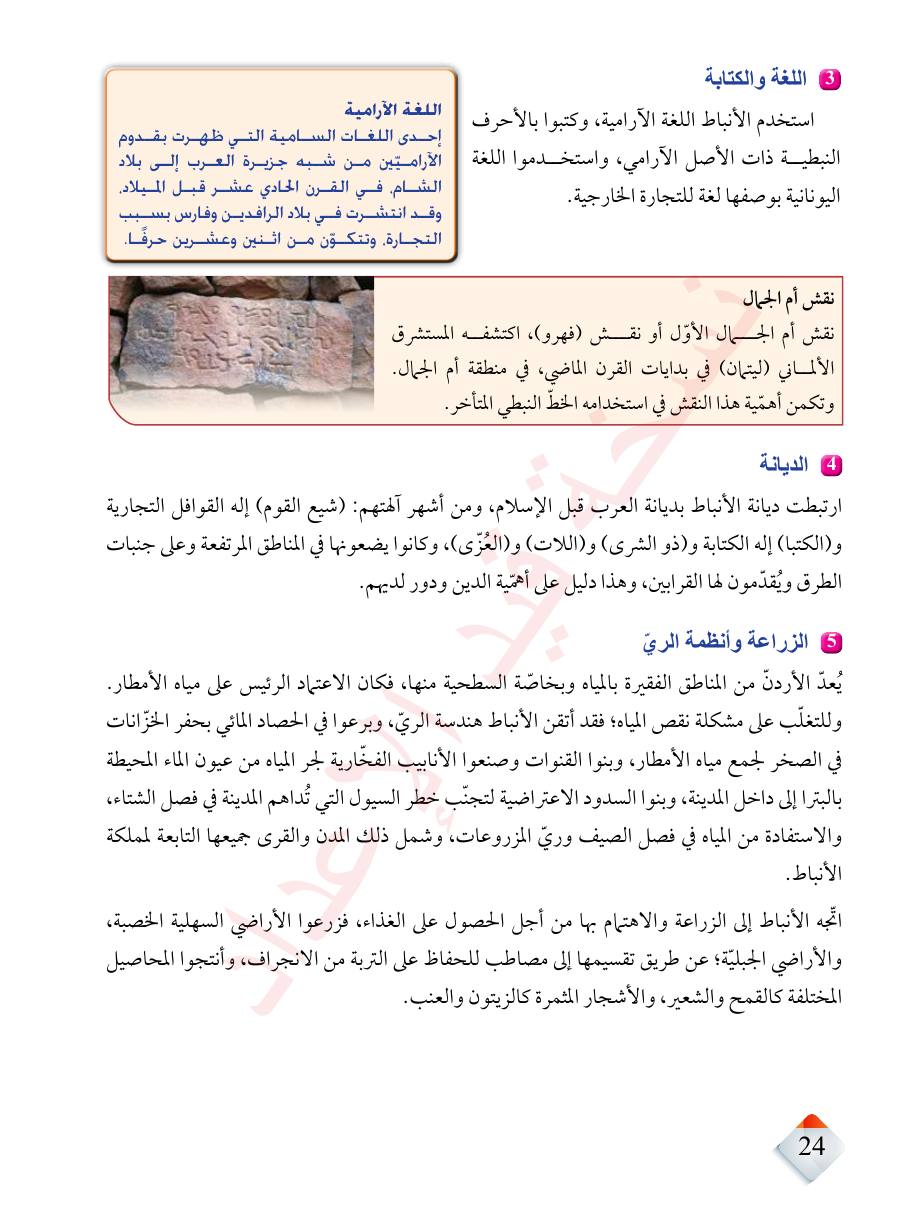 3 اللغة والكتابة
استخدم الأنباط اللغة الآرامية، وكتبوا بالأحرف
النبطيـــة ذات الأصل الآرامي، واستخـــدموا اللغة
اليونانية بوصفها لغة للتجارة الخارجية.
اللغة الآرامية
إحـدى اللغـات السـامية التـي ظهـرت بقـدوم
الآراميّين مـن شـبه جزيـرة العـرب إلـى بـلاد
الشـام، فـي القـرن الحادي عشـر قبـل الميـلاد،
وقـد انتشـرت فـي بـلاد الرافديـن وفـارس بسـبب
التجـارة، وتتكـوّن مـن اثنـين وعشـرين حرفًـا.
نقش أم الجمال
نقش أم الجـــمال الأوّل أو نقـــش (فهرو)، اكتشفـــه المستشرق
الألمـــاني (ليتمان) في بدايات القرن الماضي، في منطقة أم الجمال.
وتكمن أهمّية هذا النقش في استخدامه الخطّ النبطي المتأخر.
4 الديانة
ارتبطت ديانة الأنباط بديانة العرب قبل الإسلام، ومن أشهر آلهتهم: (شيع القوم) إله القوافل التجارية
و(الكتبا) إله الكتابة و(ذو الشرى) و(اللات) و(العُزّى)، وكانوا يضعونها في المناطق المرتفعة وعلى جنبات
الطرق ويُقدّمون لها القرابين، وهذا دليل على أهمّية الدين ودور لديهم.
5 الزراعة وأنظمة الريّ
يُعدّ الأردنّ من المناطق الفقيرة بالمياه وبخاصّة السطحية منها، فكان الاعتماد الرئيس على مياه الأمطار.
وللتغلّب على مشكلة نقص المياه؛ فقد أتقن الأنباط هندسة الريّ، وبرعوا في الحصاد المائي بحفر الخزّانات
في الصخر لجمع مياه الأمطار، وبنوا القنوات وصنعوا الأنابيب الفخّارية لجر المياه من عيون الماء المحيطة
بالبترا إلى داخل المدينة، وبنوا السدود الاعتراضية لتجنّب خطر السيول التي تُداهم المدينة في فصل الشتاء،
والاستفادة من المياه في فصل الصيف وريّ المزروعات، وشمل ذلك المدن والقرى جميعها التابعة لمملكة
الأنباط.
اتّجه الأنباط إلى الزراعة والاهتمام بها من أجل الحصول على الغذاء، فزرعوا الأراضي السهلية الخصبة،
والأراضي الجبليّة؛ عن طريق تقسيمها إلى مصاطب للحفاظ على التربة من الانجراف، وأنتجوا المحاصيل
المختلفة كالقمح والشعير، والأشجار المثمرة كالزيتون والعنب.
نسخة قيد الإعداد
24